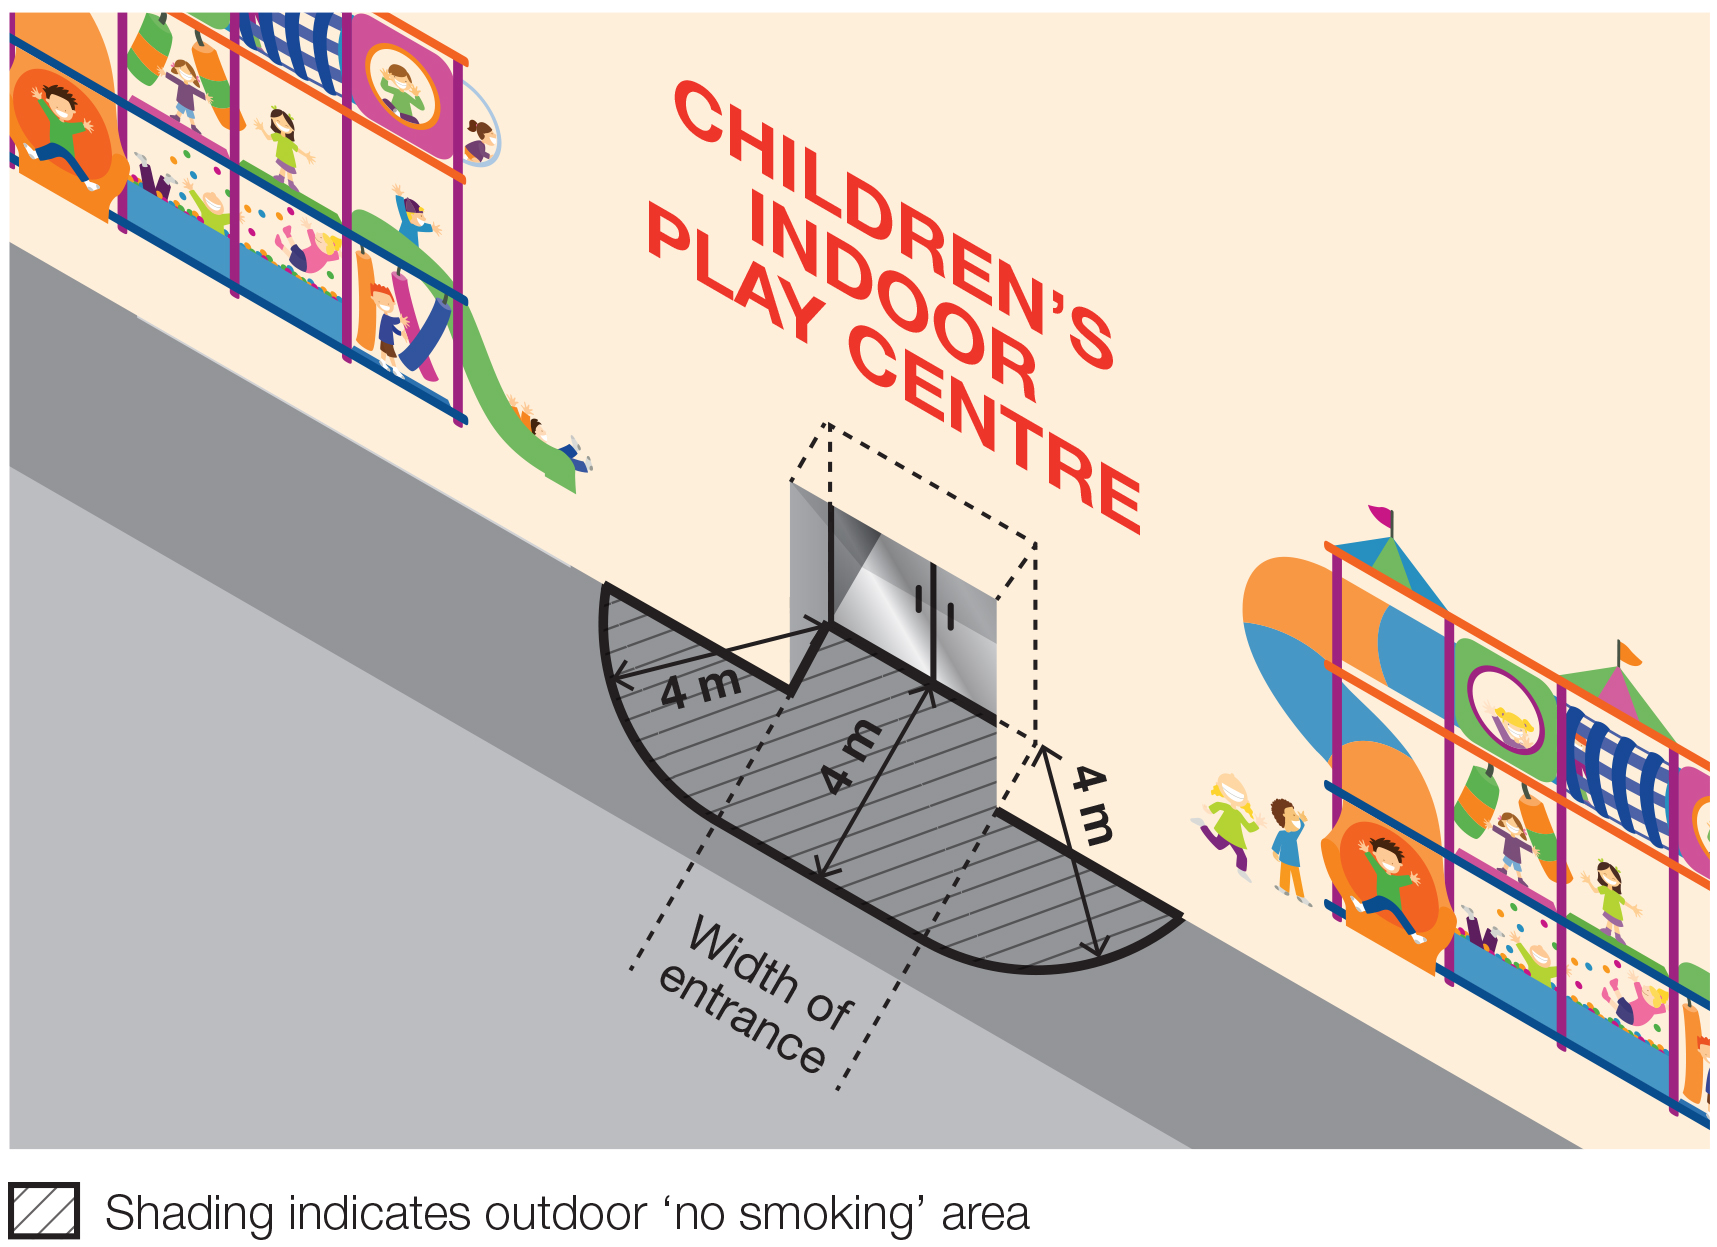 CHILDREN’S
INDOOR
PLAY CENTRE
4 m
4 m
4 m
Width of
entrance
Shading indicates outdoor ‘no smoking’ area